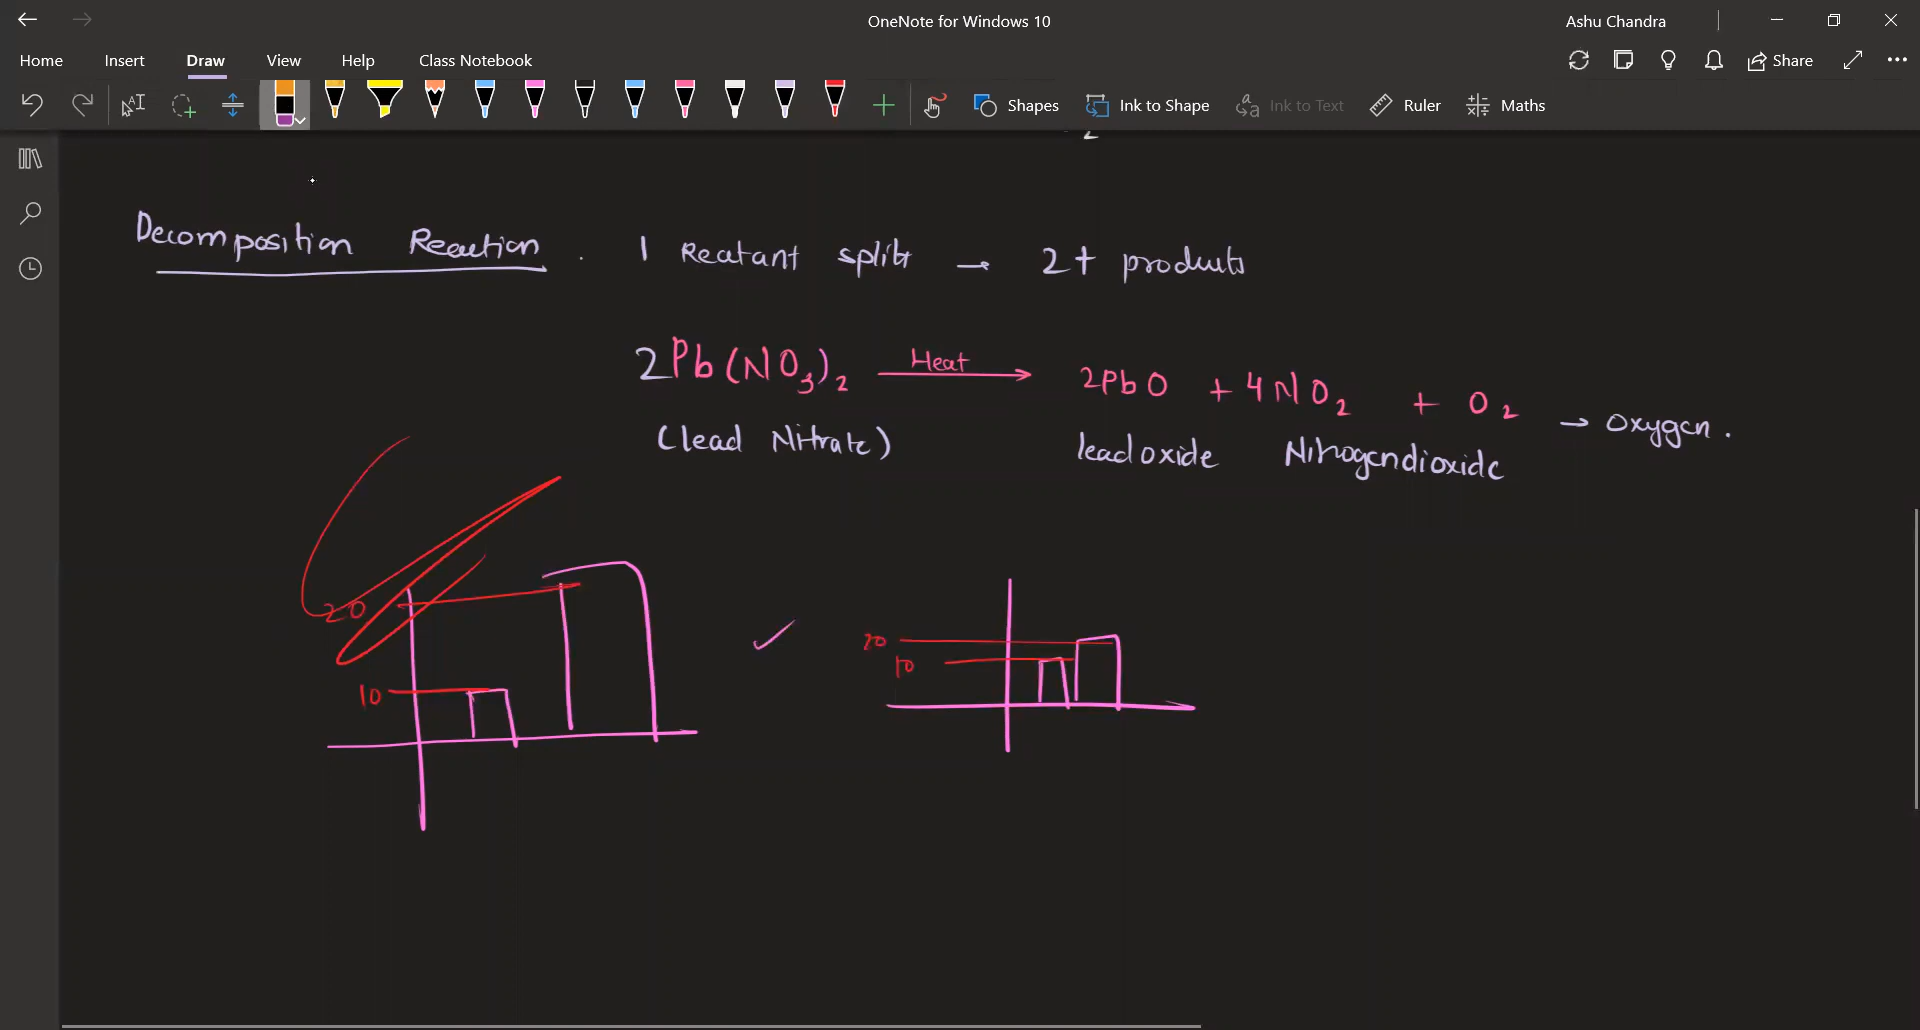 OneNote for Windows 10
Ashu Chandra
Home Insert Draw View Help Class Notebook
Share
Shapes Ink to Shape Ink to Text Ruler Maths
2
Decomposition Reaction . 1 Reatant split → 2+ products
2Pb(NO3)2 Heat → 2PbO + 4NO2 + O2 → Oxygen.
(lead Nitrate) lead oxide Nitrogendioxide
20
10
20
10